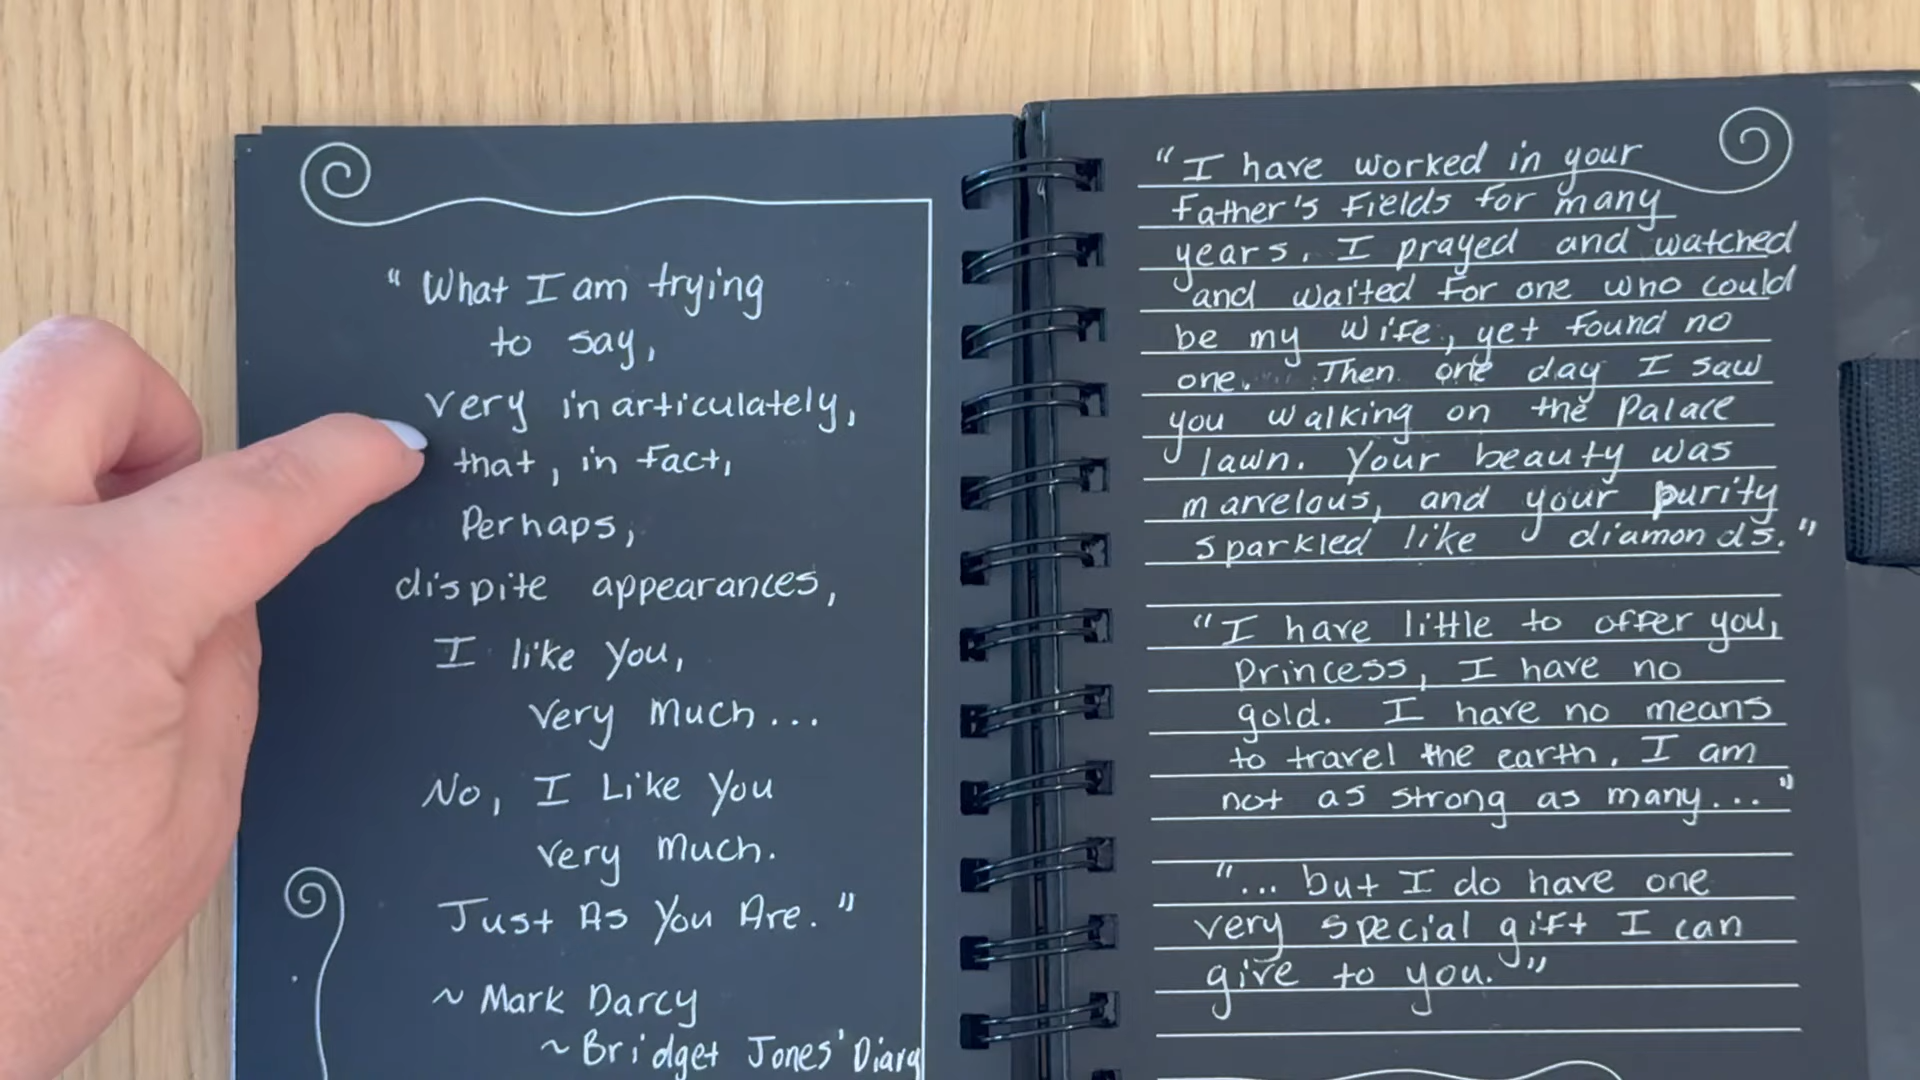 "What I am trying
to say,
very inarticulately,
that, in fact,
Perhaps,
dispite appearances,
I like you,
very much...
No, I Like you
very much.
Just As You Are."
~ Mark Darcy
~ Bridget Jones' Diary
"I have worked in your
Father's Fields for many
years. I prayed and watched
and waited for one who could
be my wife, yet found no
one. Then one day I saw
you walking on the Palace
lawn. Your beauty was
marvelous, and your purity
sparkled like diamonds."
"I have little to offer you,
Princess, I have no
gold. I have no means
to travel the earth. I am
not as strong as many..."
"... but I do have one
very special gift I can
give to you."